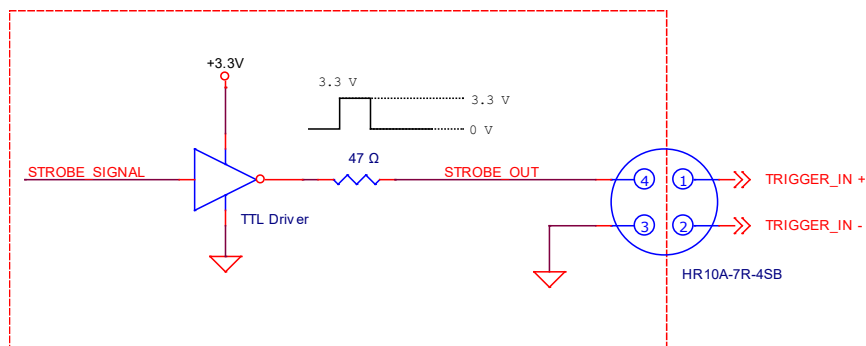 +3.3V
3.3 V
3.3 V
0 V
STROBE_SIGNAL
47 Ω
STROBE_OUT
TTL Driver
4
1
TRIGGER_IN +
3
2
TRIGGER_IN -
HR10A-7R-4SB